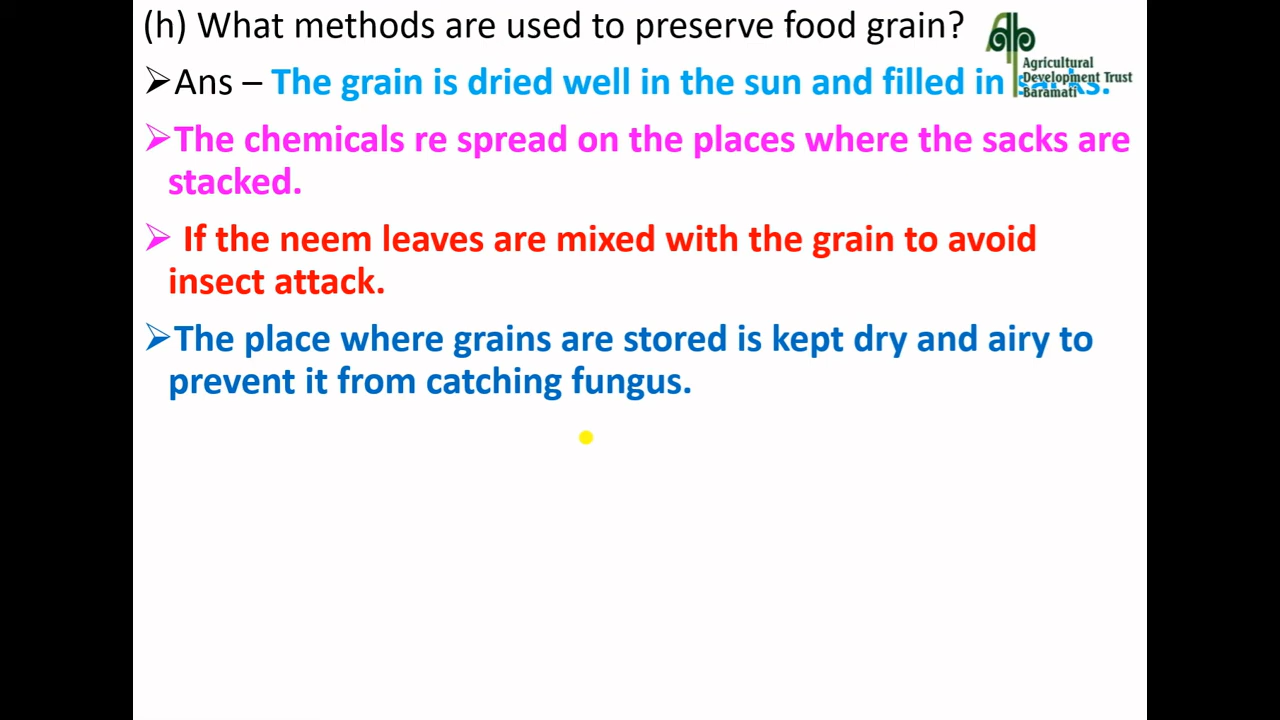 (h) What methods are used to preserve food grain?
➢Ans – The grain is dried well in the sun and filled in sacks.
Agricultural
Development Trust
Baramati
➢The chemicals re spread on the places where the sacks are
stacked.
➢ If the neem leaves are mixed with the grain to avoid
insect attack.
➢The place where grains are stored is kept dry and airy to
prevent it from catching fungus.